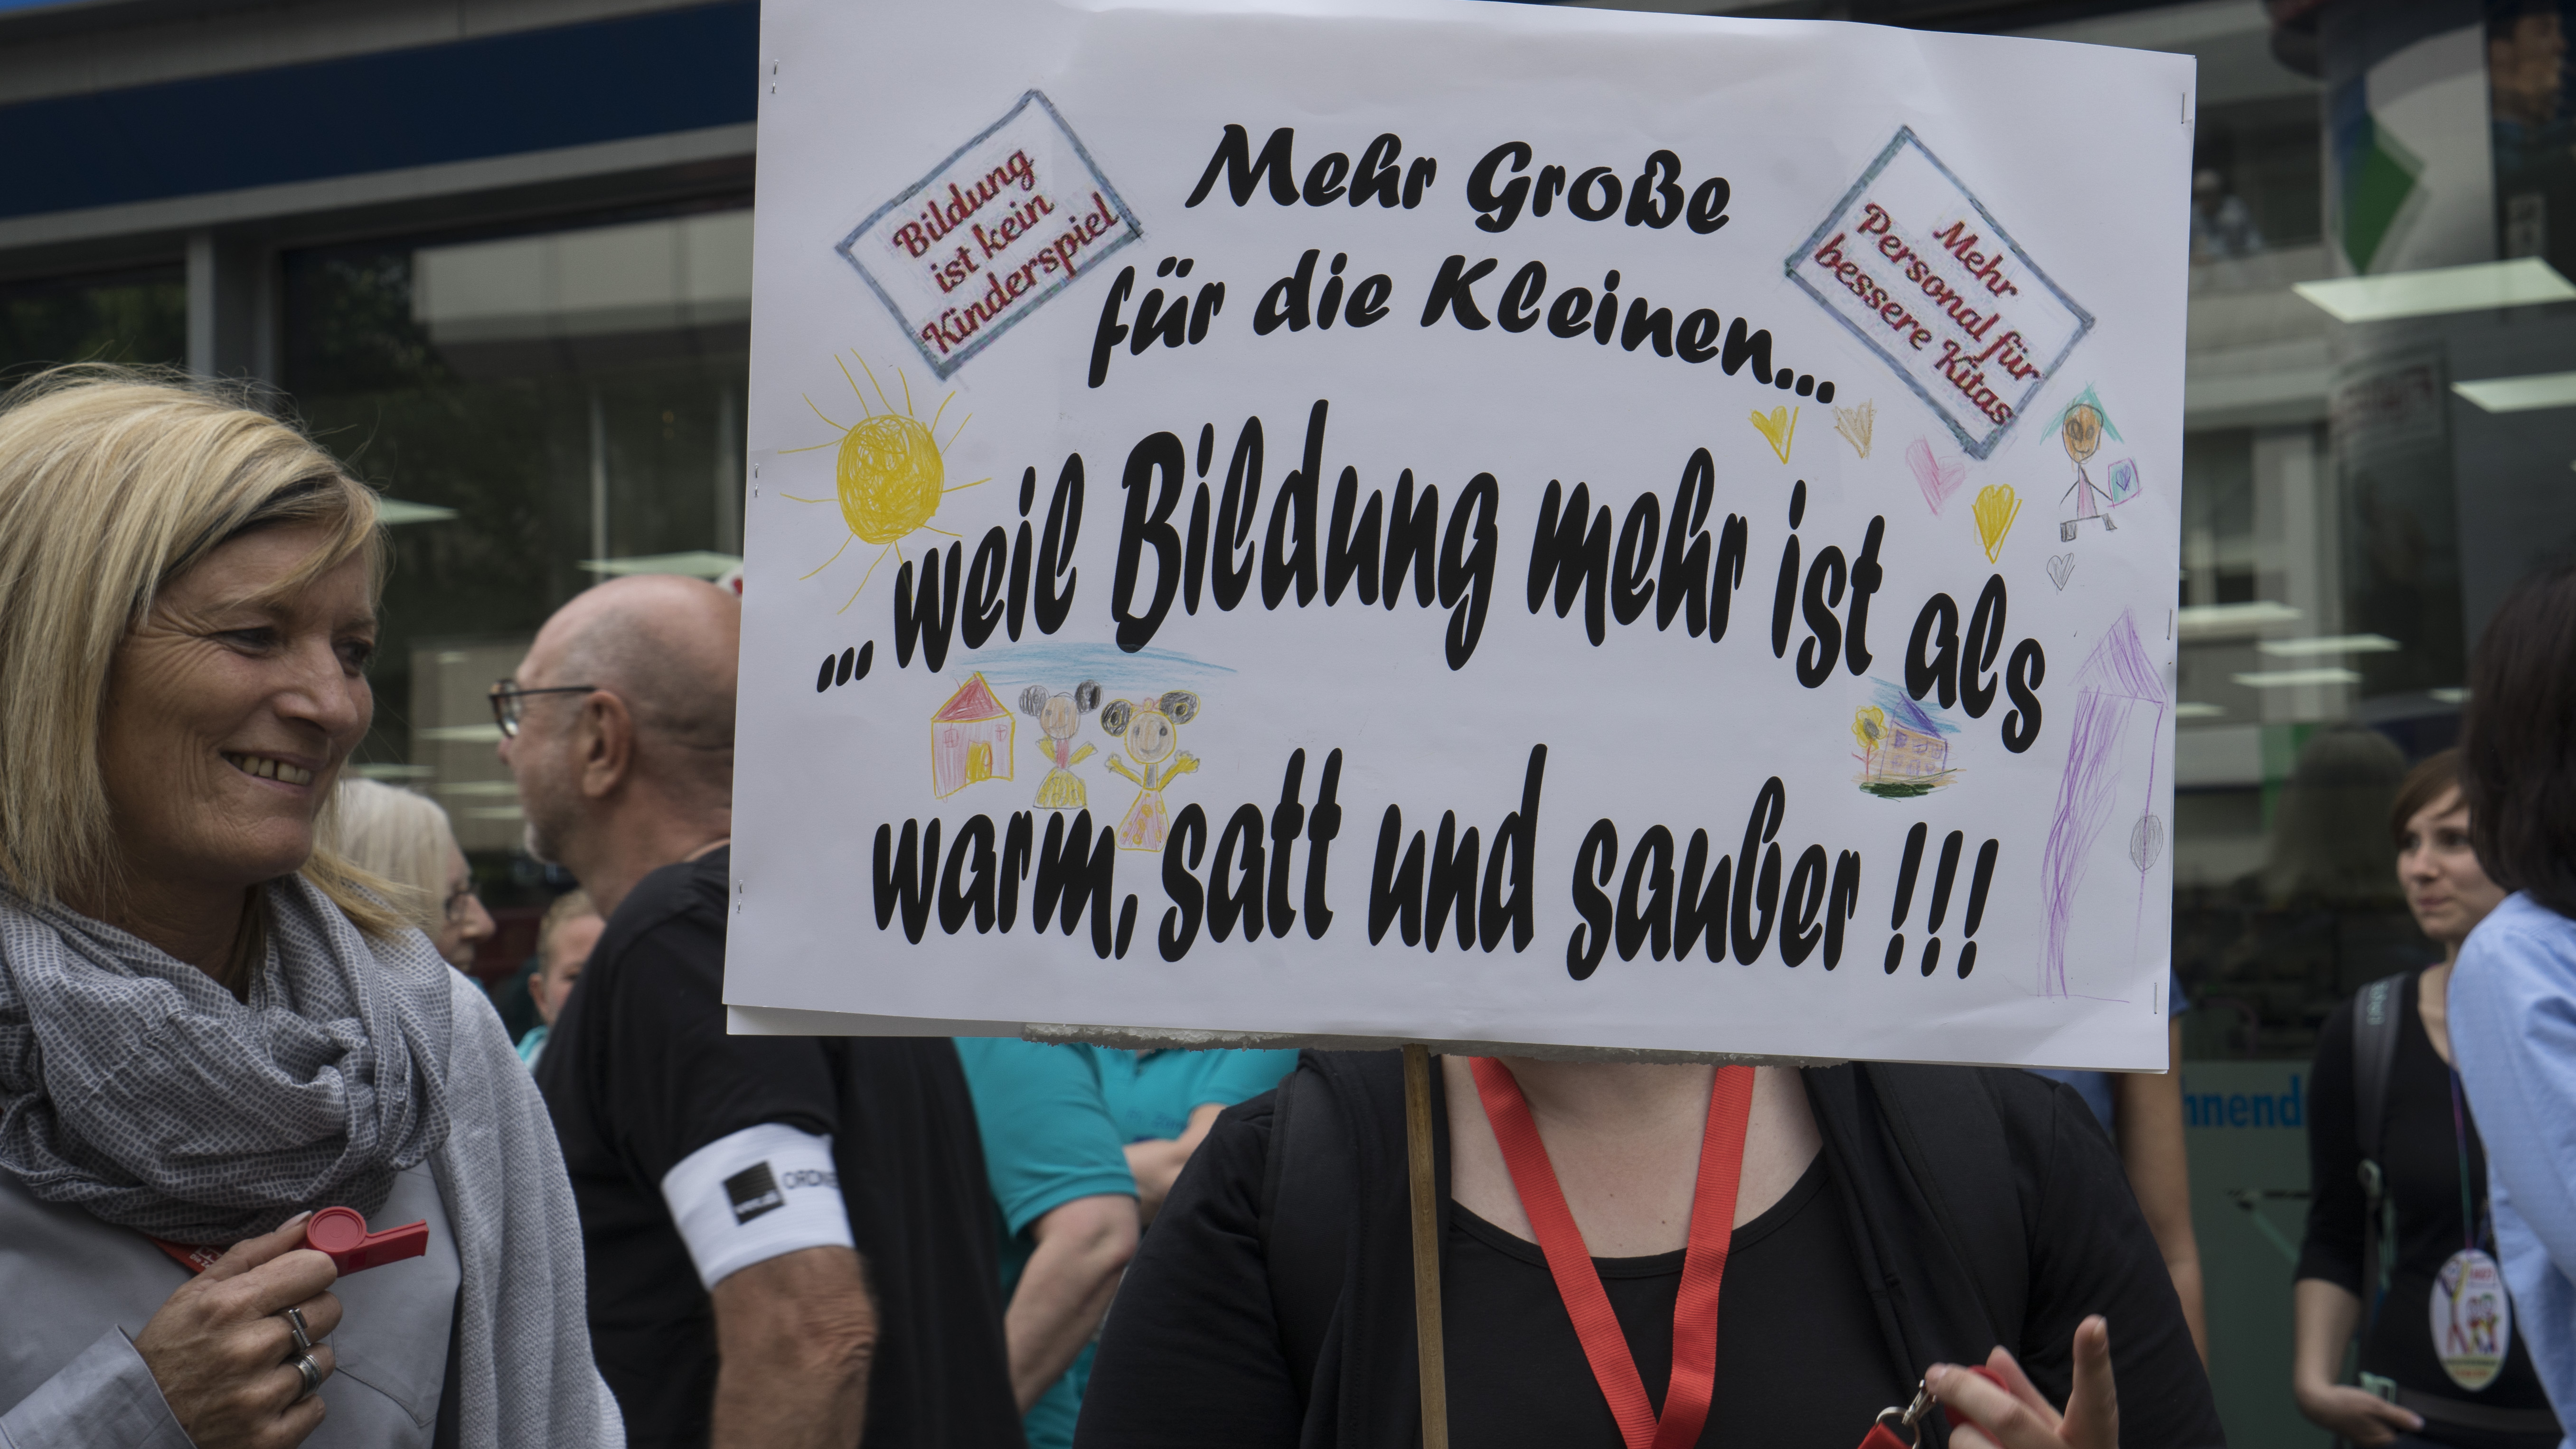 Bildung
ist kein
Kinderspiel
Mehr Große
für die Kleinen...
Mehr
Personal für
bessere Kitas
...weil Bildung mehr ist als
warm, satt und sauber !!!